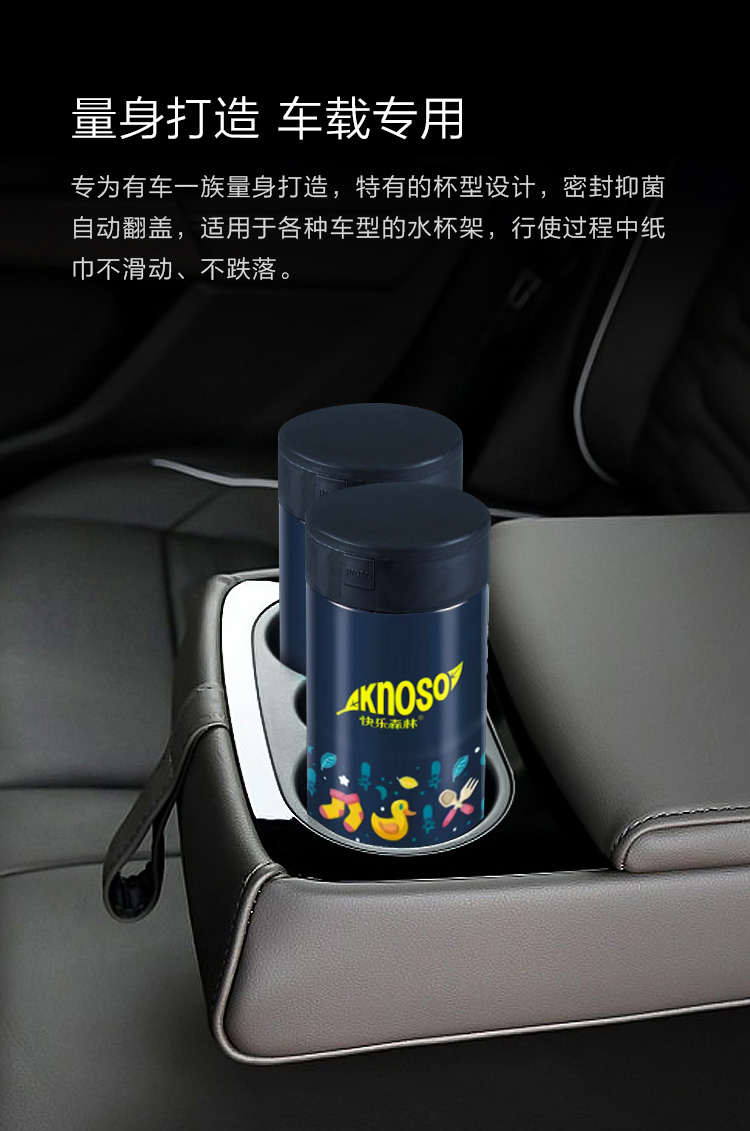 量身打造 车载专用
专为有车一族量身打造，特有的杯型设计，密封抑菌
自动翻盖，适用于各种车型的水杯架，行使过程中纸
巾不滑动、不跌落。
KNOSO
快乐森林®